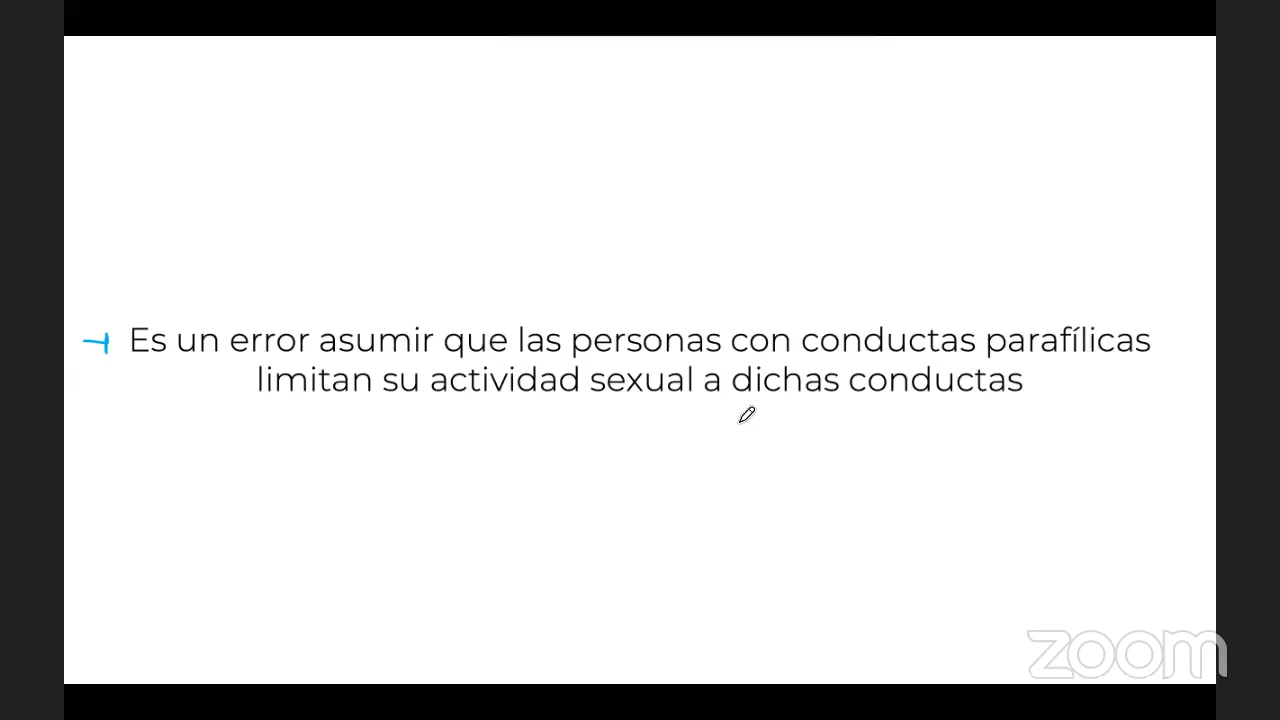 Es un error asumir que las personas con conductas parafílicas
limitan su actividad sexual a dichas conductas
zoom